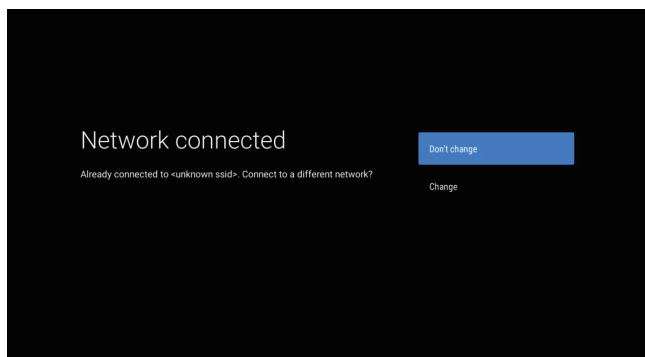 Network connected
Don't change
Already connected to <unknown ssid>. Connect to a different network?
Change